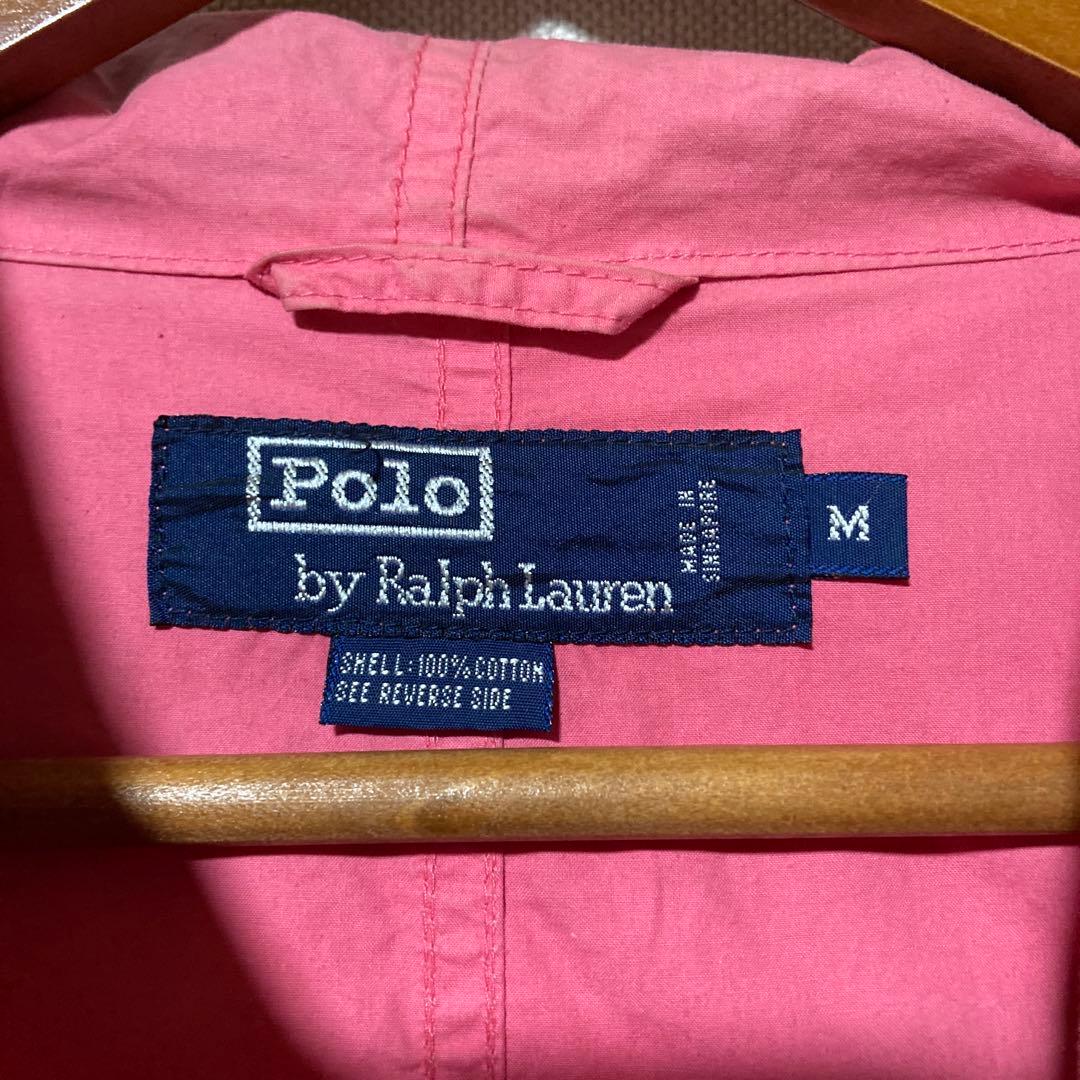 Polo
by Ralph Lauren
MADE IN
SINGAPORE
M
SHELL: 100% COTTON
SEE REVERSE SIDE